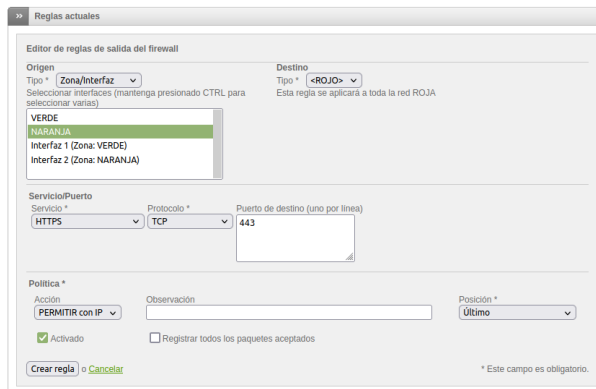 » Reglas actuales
Editor de reglas de salida del firewall
Origen
Tipo * Zona/Interfaz
Seleccionar interfaces (mantenga presionado CTRL para
seleccionar varias)
VERDE
NARANJA
Interfaz 1 (Zona: VERDE)
Interfaz 2 (Zona: NARANJA)
Destino
Tipo * <ROJO>
Esta regla se aplicará a toda la red ROJA
Servicio/Puerto
Servicio * Protocolo * Puerto de destino (uno por línea)
HTTPS TCP 443
Política *
Acción Observación Posición *
PERMITIR con IP Último
Activado Registrar todos los paquetes aceptados
Crear regla o Cancelar * Este campo es obligatorio.